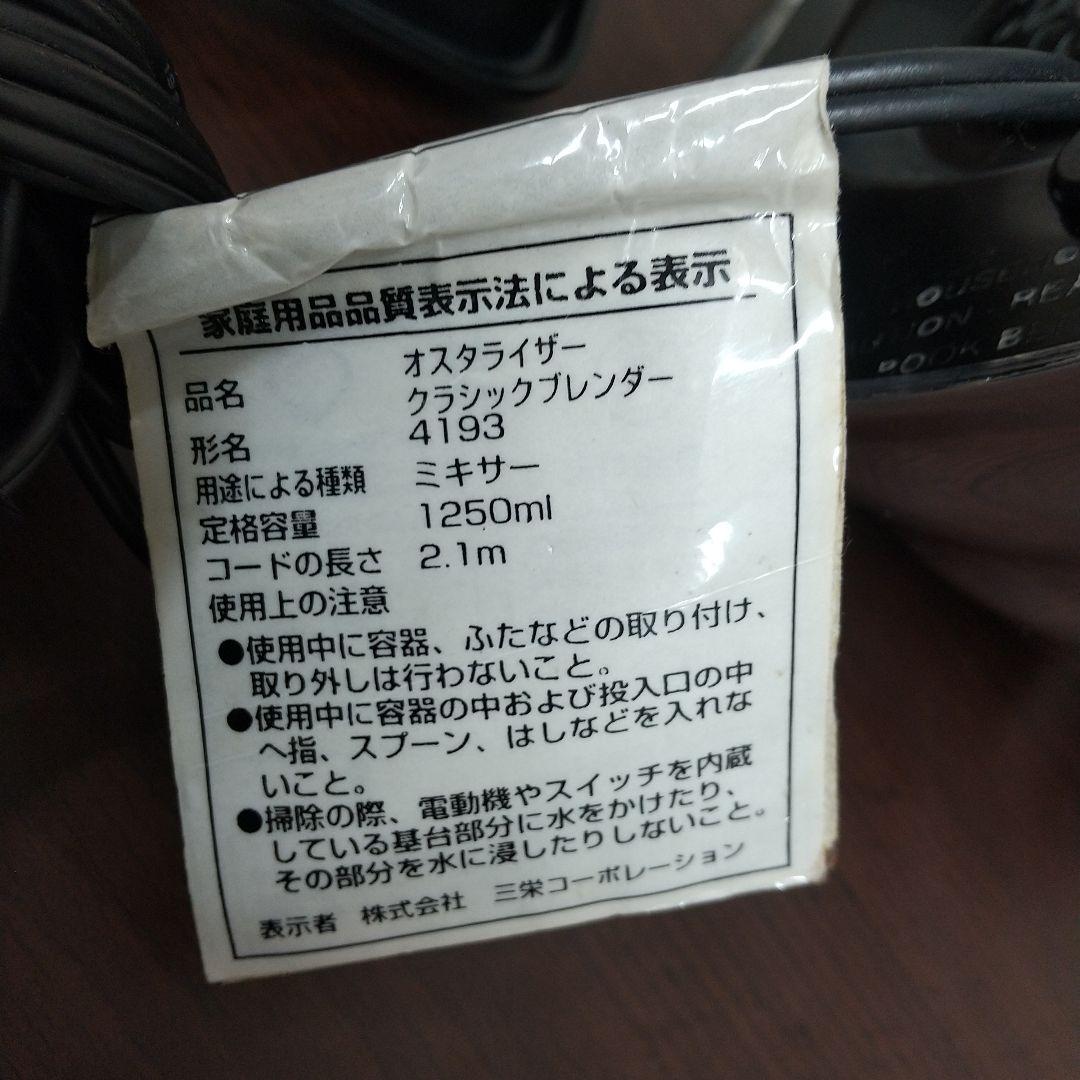 家庭用品品質表示法による表示
品名 オスタライザー
クラシックブレンダー
形名 4193
用途による種類 ミキサー
定格容量 1250ml
コードの長さ 2.1m
使用上の注意
●使用中に容器、ふたなどの取り付け、
取り外しは行わないこと。
●使用中に容器の中および投入口の中
へ指、スプーン、はしなどを入れな
いこと。
●掃除の際、電動機やスイッチを内蔵
している基台部分に水をかけたり、
その部分を水に浸したりしないこと。
表示者 株式会社 三栄コーポレーション